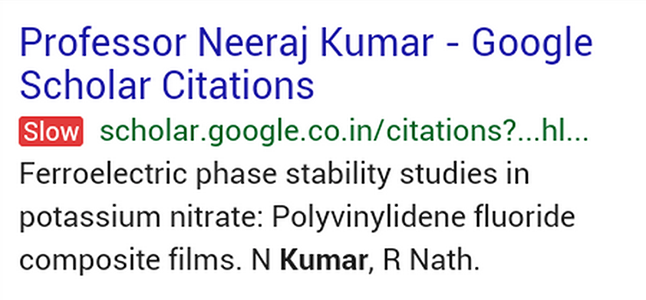 Professor Neeraj Kumar - Google
Scholar Citations
Slow scholar.google.co.in/citations?...hl...
Ferroelectric phase stability studies in
potassium nitrate: Polyvinylidene fluoride
composite films. N Kumar, R Nath.